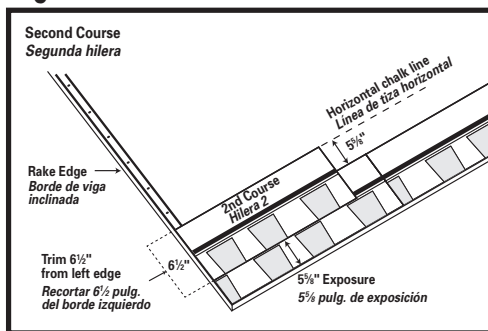 Second Course
Segunda hilera
Horizontal chalk line
Línea de tiza horizontal
5⅝"
Rake Edge
Borde de viga
inclinada
2nd Course
Hilera 2
Trim 6½"
from left edge
Recortar 6½ pulg.
del borde izquierdo
6½"
5⅝" Exposure
5⅝ pulg. de exposición